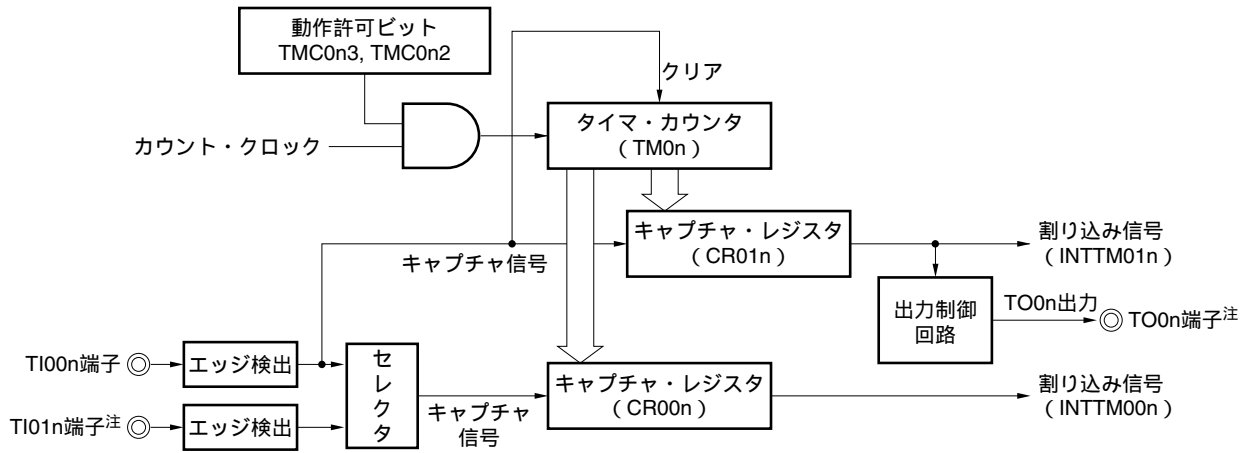 動作許可ビット
TMC0n3, TMC0n2
クリア
カウント・クロック
タイマ・カウンタ
(TM0n)
キャプチャ・レジスタ
(CR01n)
割り込み信号
(INTTM01n)
キャプチャ信号
出力制御
回路
TO0n出力
TO0n端子注
TI00n端子
エッジ検出
セレクタ
キャプチャ・レジスタ
(CR00n)
割り込み信号
(INTTM00n)
キャプチャ
信号
TI01n端子注
エッジ検出